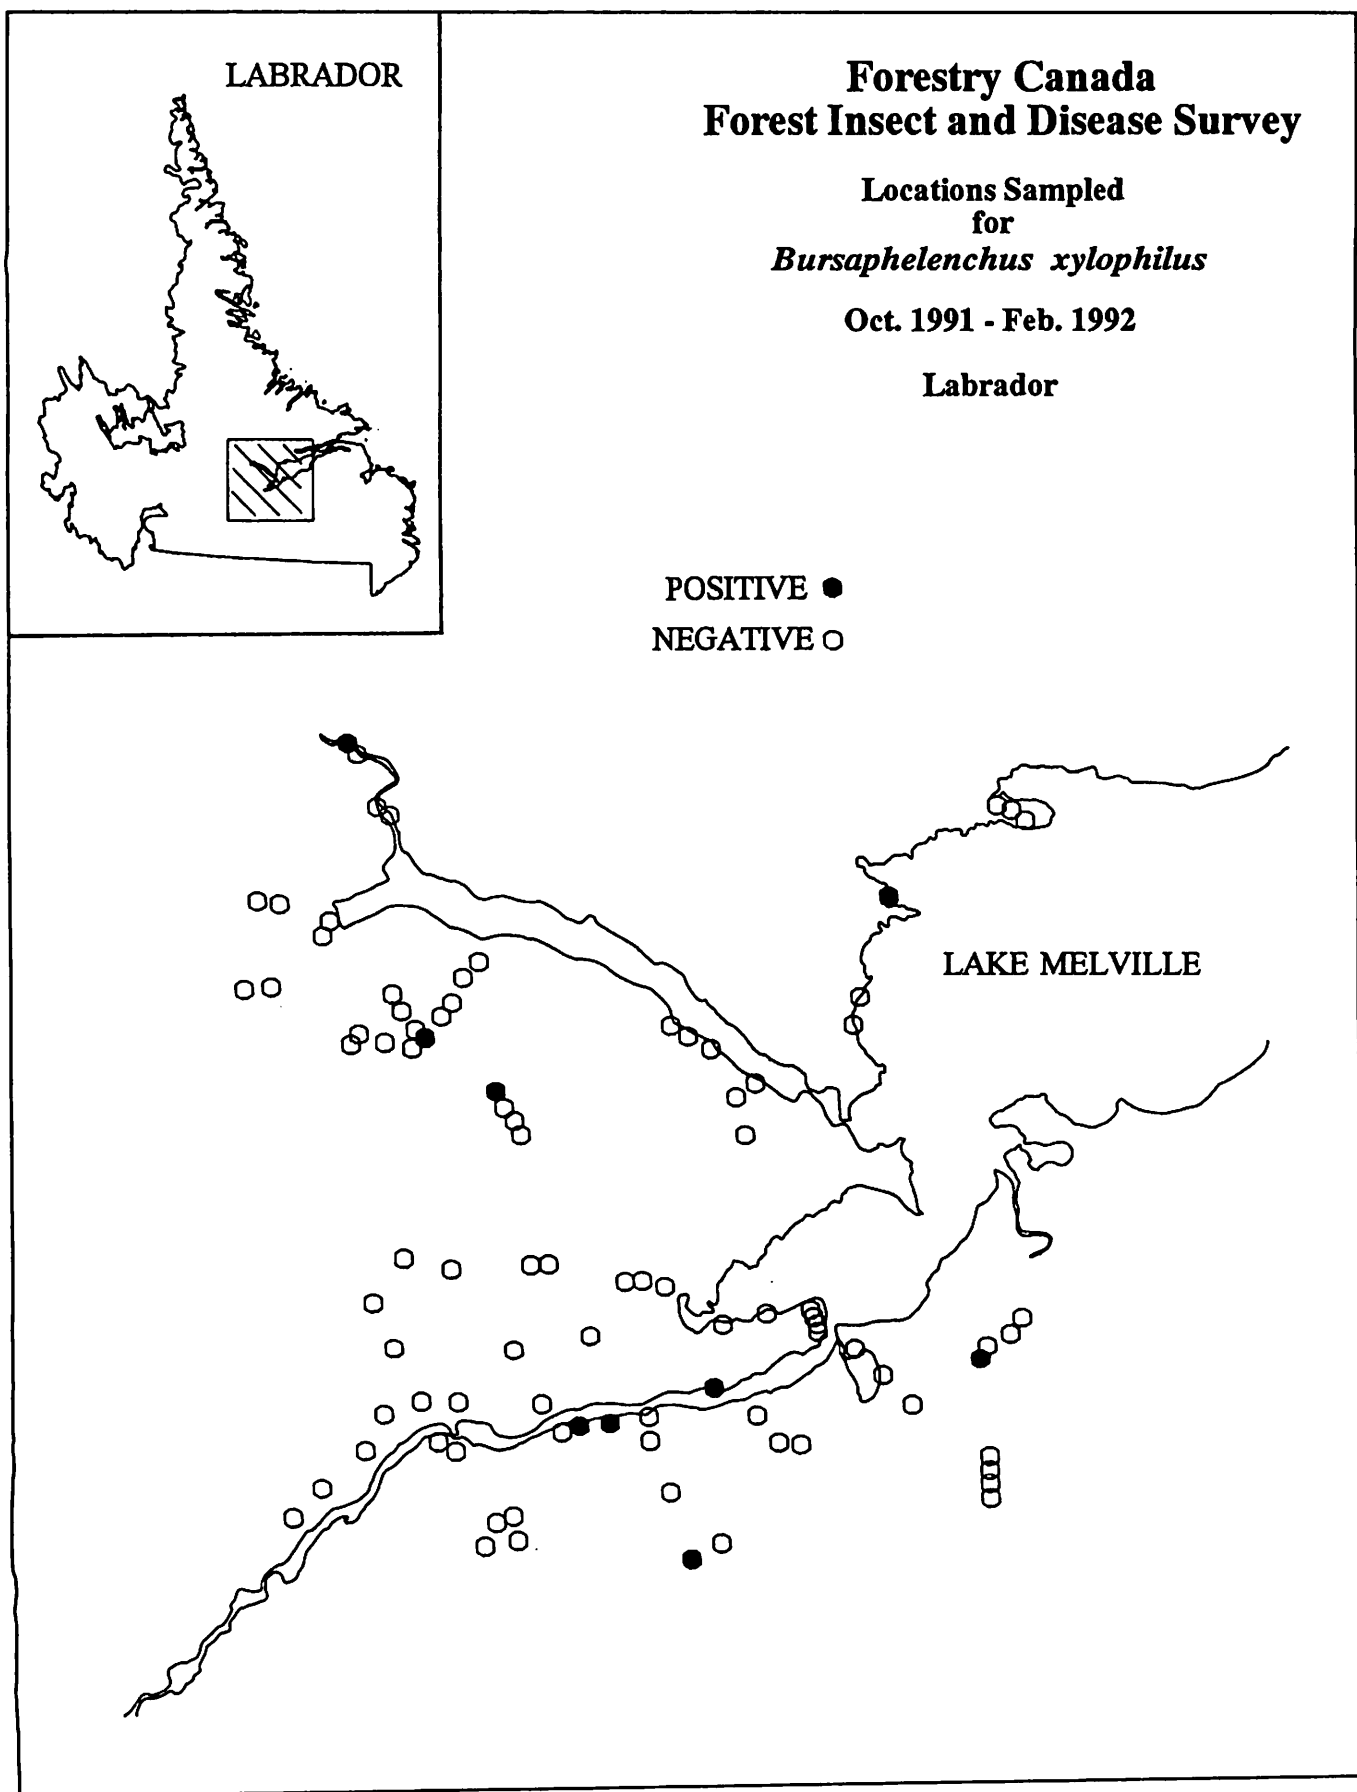 LABRADOR
Forestry Canada
Forest Insect and Disease Survey
Locations Sampled
for
Bursaphelenchus xylophilus
Oct. 1991 - Feb. 1992
Labrador
POSITIVE
NEGATIVE
LAKE MELVILLE